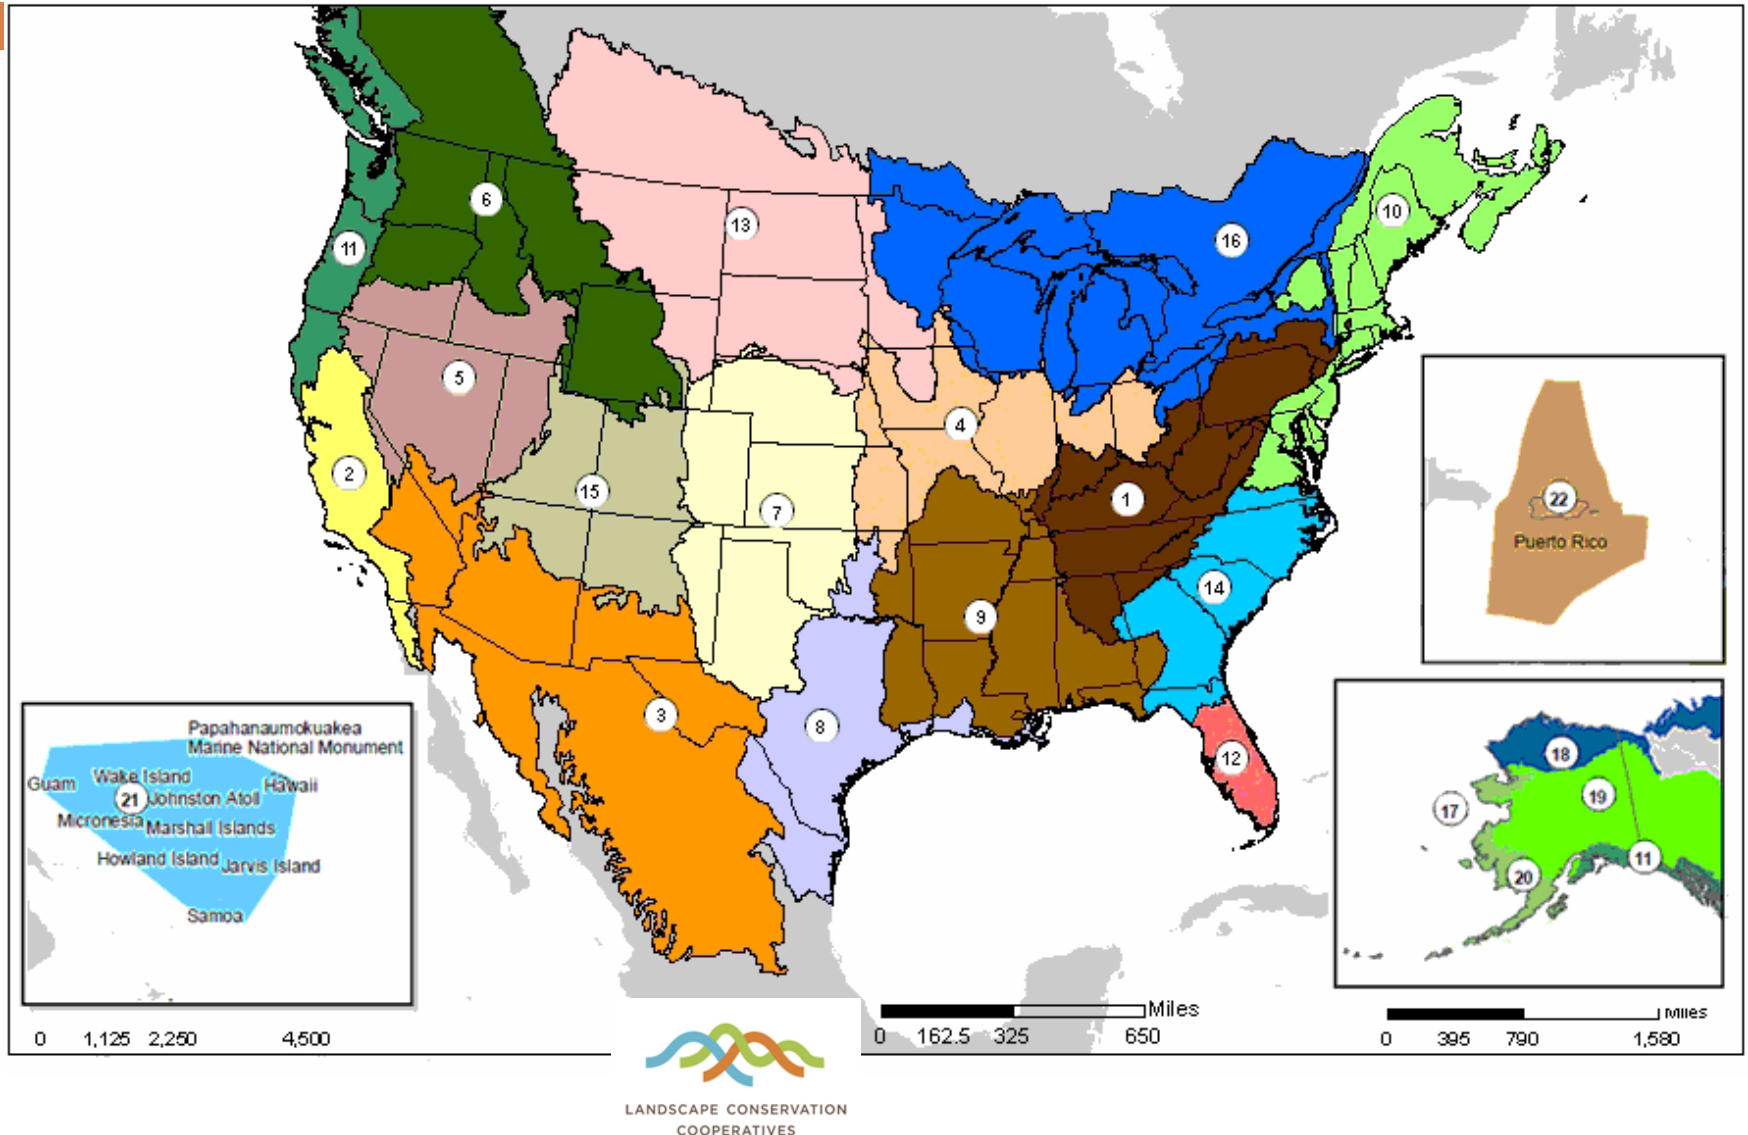 6
13
10
11
16
5
4
2
15
7
1
22
Puerto Rico
14
9
3
8
12
Papahanaumokuakea
Marine National Monument
Guam
Wake Island
Hawaii
21
Johnston Atoll
Micronesia
Marshall Islands
Howland Island
Jarvis Island
Samoa
18
19
17
11
20
0 1,125 2,250 4,500
Miles
0 162.5 325 650
Miles
0 395 790 1,580
LANDSCAPE CONSERVATION
COOPERATIVES